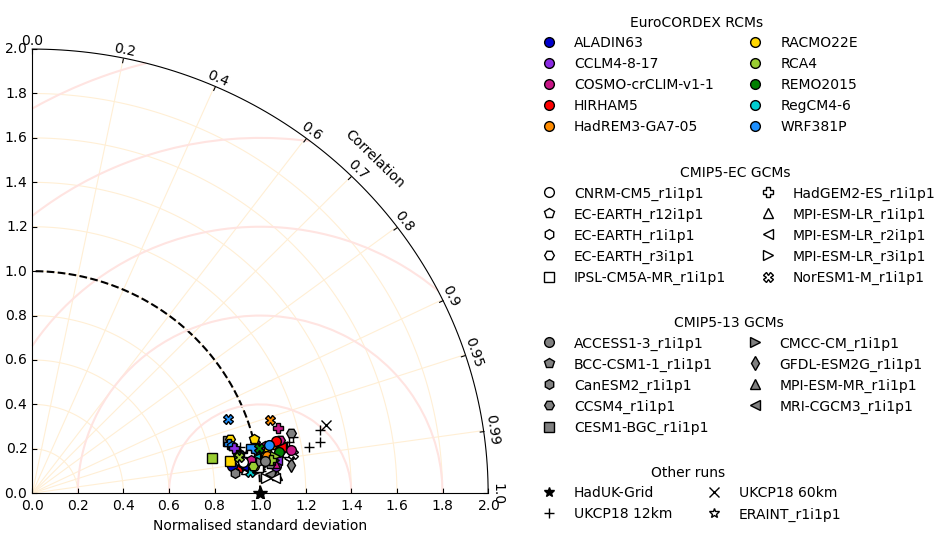 0.0
0.2
0.4
0.6
0.7
0.8
0.9
0.95
0.99
1.0
Correlation
2.0
1.8
1.6
1.4
1.2
1.0
0.8
0.6
0.4
0.2
0.0
0.0 0.2 0.4 0.6 0.8 1.0 1.2 1.4 1.6 1.8 2.0
Normalised standard deviation
EuroCORDEX RCMs
ALADIN63 RACMO22E
CCLM4-8-17 RCA4
COSMO-crCLIM-v1-1 REMO2015
HIRHAM5 RegCM4-6
HadREM3-GA7-05 WRF381P
CMIP5-EC GCMs
CNRM-CM5_r1i1p1 HadGEM2-ES_r1i1p1
EC-EARTH_r12i1p1 MPI-ESM-LR_r1i1p1
EC-EARTH_r1i1p1 MPI-ESM-LR_r2i1p1
EC-EARTH_r3i1p1 MPI-ESM-LR_r3i1p1
IPSL-CM5A-MR_r1i1p1 NorESM1-M_r1i1p1
CMIP5-13 GCMs
ACCESS1-3_r1i1p1 CMCC-CM_r1i1p1
BCC-CSM1-1_r1i1p1 GFDL-ESM2G_r1i1p1
CanESM2_r1i1p1 MPI-ESM-MR_r1i1p1
CCSM4_r1i1p1 MRI-CGCM3_r1i1p1
CESM1-BGC_r1i1p1
Other runs
HadUK-Grid UKCP18 60km
UKCP18 12km ERAINT_r1i1p1